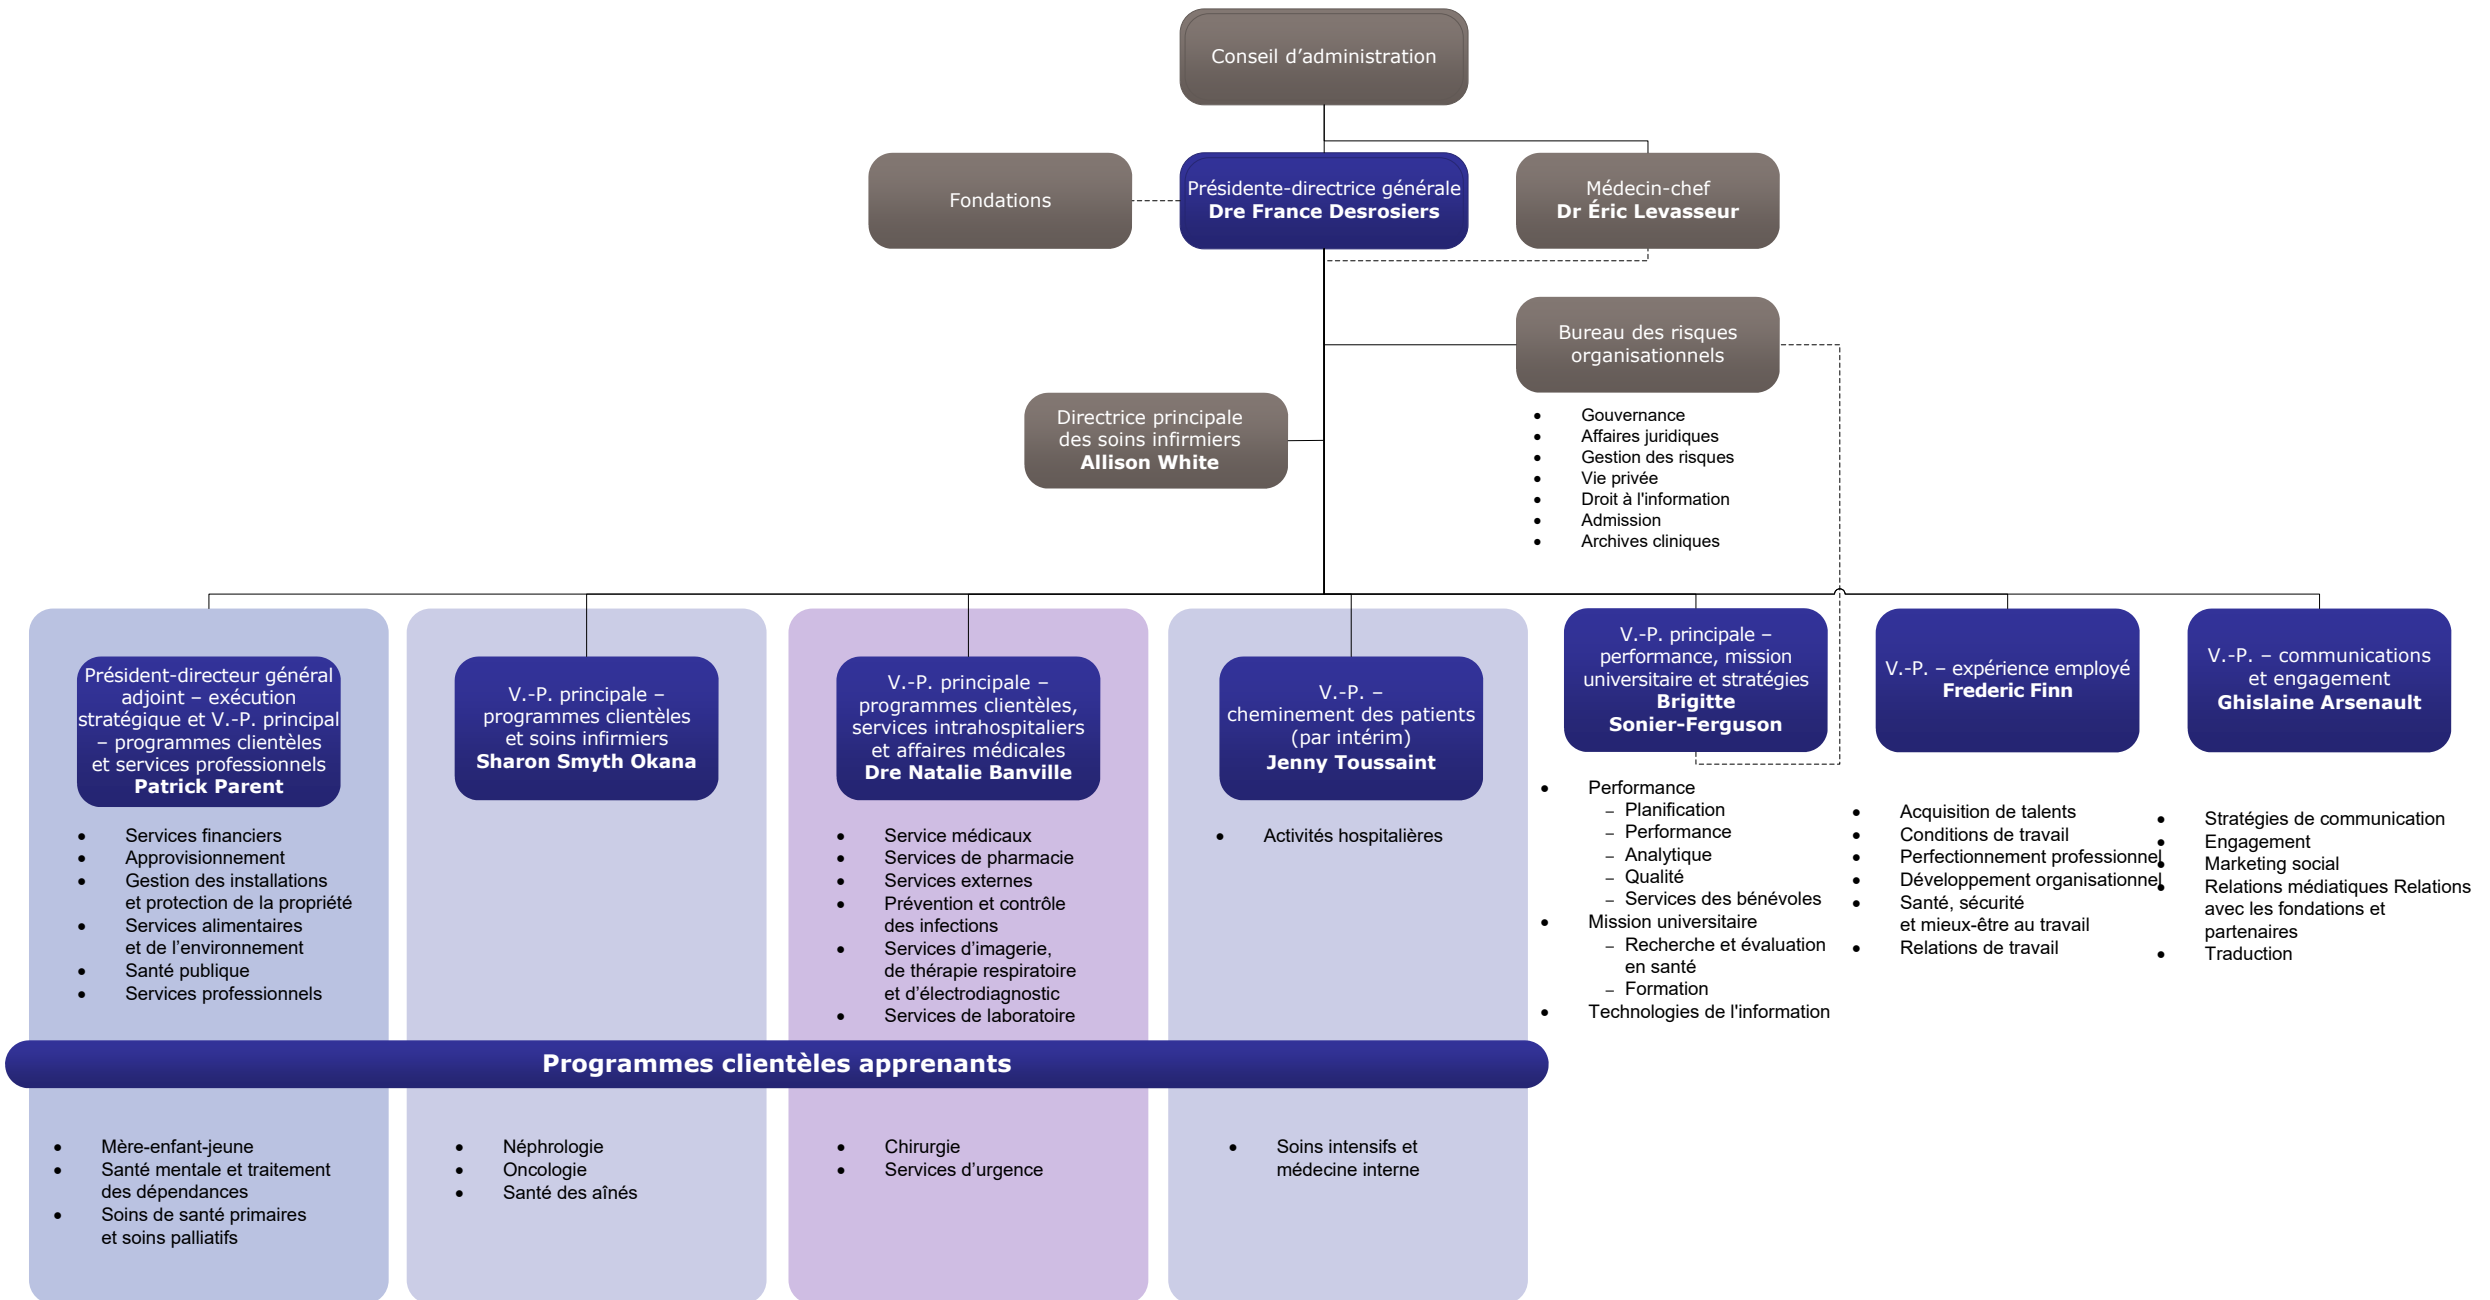 Conseil d’administration
Fondations
Présidente-directrice générale
Dre France Desrosiers
Médecin-chef
Dr Éric Levasseur
Bureau des risques
organisationnels
Directrice principale
des soins infirmiers
Allison White
• Gouvernance
• Affaires juridiques
• Gestion des risques
• Vie privée
• Droit à l'information
• Admission
• Archives cliniques
Président-directeur général
adjoint – exécution
stratégique et V.-P. principal
– programmes clientèles
et services professionnels
Patrick Parent
• Services financiers
• Approvisionnement
• Gestion des installations
et protection de la propriété
• Services alimentaires
et de l’environnement
• Santé publique
• Services professionnels
V.-P. principale –
programmes clientèles
et soins infirmiers
Sharon Smyth Okana
V.-P. principale –
programmes clientèles,
services intrahospitaliers
et affaires médicales
Dre Natalie Banville
• Service médicaux
• Services de pharmacie
• Services externes
• Prévention et contrôle
des infections
• Services d’imagerie,
de thérapie respiratoire
et d’électrodiagnostic
• Services de laboratoire
V.-P. –
cheminement des patients
(par intérim)
Jenny Toussaint
• Activités hospitalières
V.-P. principale –
performance, mission
universitaire et stratégies
Brigitte
Sonier-Ferguson
• Performance
– Planification
– Performance
– Analytique
– Qualité
– Services des bénévoles
• Mission universitaire
– Recherche et évaluation
en santé
– Formation
• Technologies de l'information
V.-P. – expérience employé
Frederic Finn
• Acquisition de talents
• Conditions de travail
• Perfectionnement professionnel
• Développement organisationnel
• Santé, sécurité
et mieux-être au travail
• Relations de travail
V.-P. – communications
et engagement
Ghislaine Arsenault
• Stratégies de communication
• Engagement
• Marketing social
• Relations médiatiques Relations
avec les fondations et
partenaires
• Traduction
Programmes clientèles apprenants
• Mère-enfant-jeune
• Santé mentale et traitement
des dépendances
• Soins de santé primaires
et soins palliatifs
• Néphrologie
• Oncologie
• Santé des aînés
• Chirurgie
• Services d’urgence
• Soins intensifs et
médecine interne